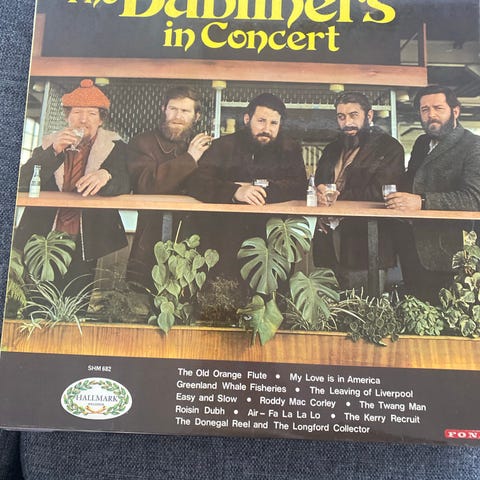 The Dubliners
in Concert
SHM 682
HALLMARK
RECORDS
The Old Orange Flute • My Love is in America
Greenland Whale Fisheries • The Leaving of Liverpool
Easy and Slow • Roddy Mac Corley • The Twang Man
Roisin Dubh • Air – Fa La La Lo • The Kerry Recruit
The Donegal Reel and The Longford Collector